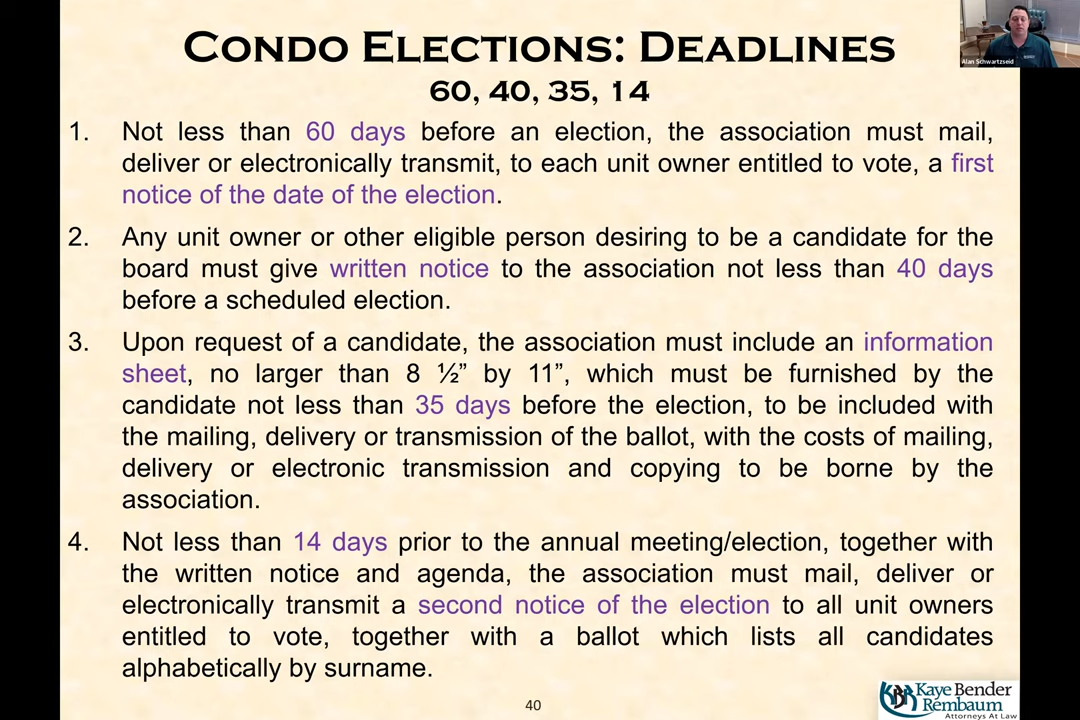 CONDO ELECTIONS: DEADLINES
60, 40, 35, 14
Alan Schwartzseid
1. Not less than 60 days before an election, the association must mail,
deliver or electronically transmit, to each unit owner entitled to vote, a first
notice of the date of the election.
2. Any unit owner or other eligible person desiring to be a candidate for the
board must give written notice to the association not less than 40 days
before a scheduled election.
3. Upon request of a candidate, the association must include an information
sheet, no larger than 8 ½” by 11”, which must be furnished by the
candidate not less than 35 days before the election, to be included with
the mailing, delivery or transmission of the ballot, with the costs of mailing,
delivery or electronic transmission and copying to be borne by the
association.
4. Not less than 14 days prior to the annual meeting/election, together with
the written notice and agenda, the association must mail, deliver or
electronically transmit a second notice of the election to all unit owners
entitled to vote, together with a ballot which lists all candidates
alphabetically by surname.
40
KBR Kaye Bender
Rembaum
Attorneys At Law